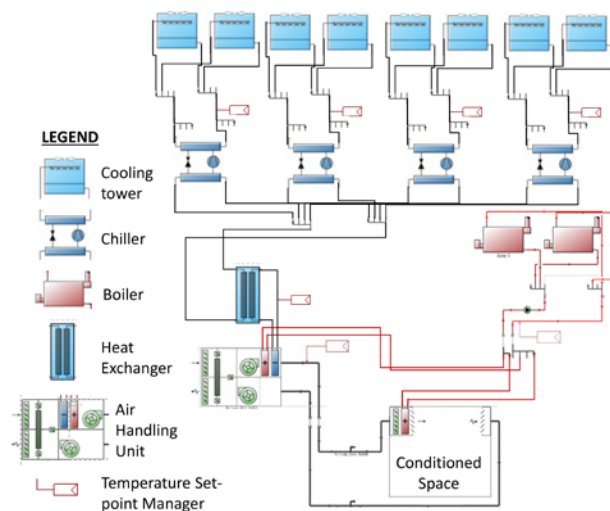 LEGEND
Cooling
tower
Chiller
Boiler
Heat
Exchanger
Air
Handling
Unit
Temperature Set-
point Manager
Conditioned
Space